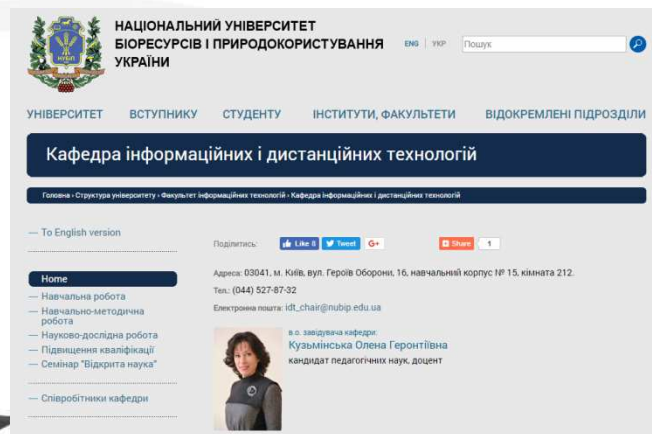 НАЦІОНАЛЬНИЙ УНІВЕРСИТЕТ
БІОРЕСУРСІВ І ПРИРОДОКОРИСТУВАННЯ
УКРАЇНИ
ENG | УКР
Пошук
НУБІП
УНІВЕРСИТЕТ ВСТУПНИКУ СТУДЕНТУ ІНСТИТУТИ, ФАКУЛЬТЕТИ ВІДОКРЕМЛЕНІ ПІДРОЗДІЛИ
Кафедра інформаційних і дистанційних технологій
Головна › Структура університету › Факультет інформаційних технологій › Кафедра інформаційних і дистанційних технологій
— To English version
Home
— Навчальна робота
— Навчально-методична
робота
— Науково-дослідна робота
— Підвищення кваліфікації
— Семінар "Відкрита наука"
— Співробітники кафедри
Поділитись: Like 8 Tweet G+ Share 1
Адреса: 03041, м. Київ, вул. Героїв Оборони, 16, навчальний корпус № 15, кімната 212.
Тел.: (044) 527-87-32
Електронна пошта: idt_chair@nubip.edu.ua
в.о. завідувача кафедри:
Кузьмінська Олена Геронтіївна
кандидат педагогічних наук, доцент